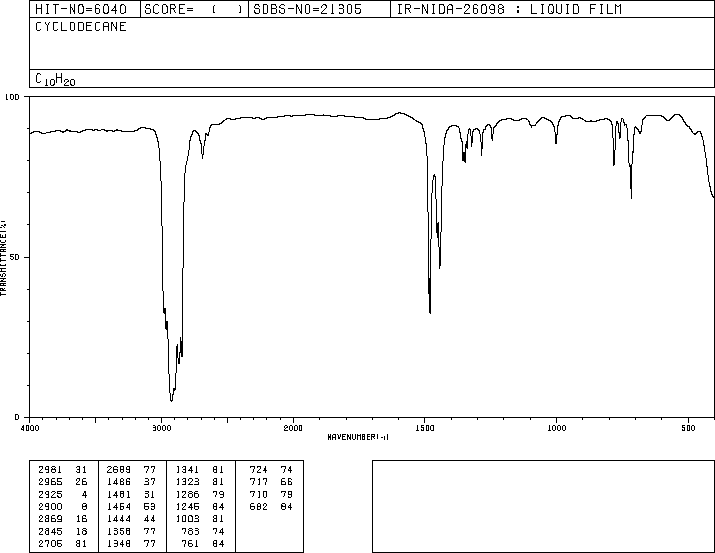 HIT-NO=6040 SCORE= ( ) SDBS-NO=21305 IR-NIDA-26098 : LIQUID FILM
CYCLODECANE
C10H20
100
50
0
TRANSMITTANCE(%)
4000 3000 2000 1500 1000 500
WAVENUMBER(-1)
2981 31 2689 77 1341 81 724 74
2965 26 1486 37 1323 81 717 66
2925 4 1481 31 1286 79 710 79
2900 8 1454 1245 84 682 84
2869 16 1444 44 1003 81
2845 18 1358 77 783 74
2705 81 1348 77 761 84